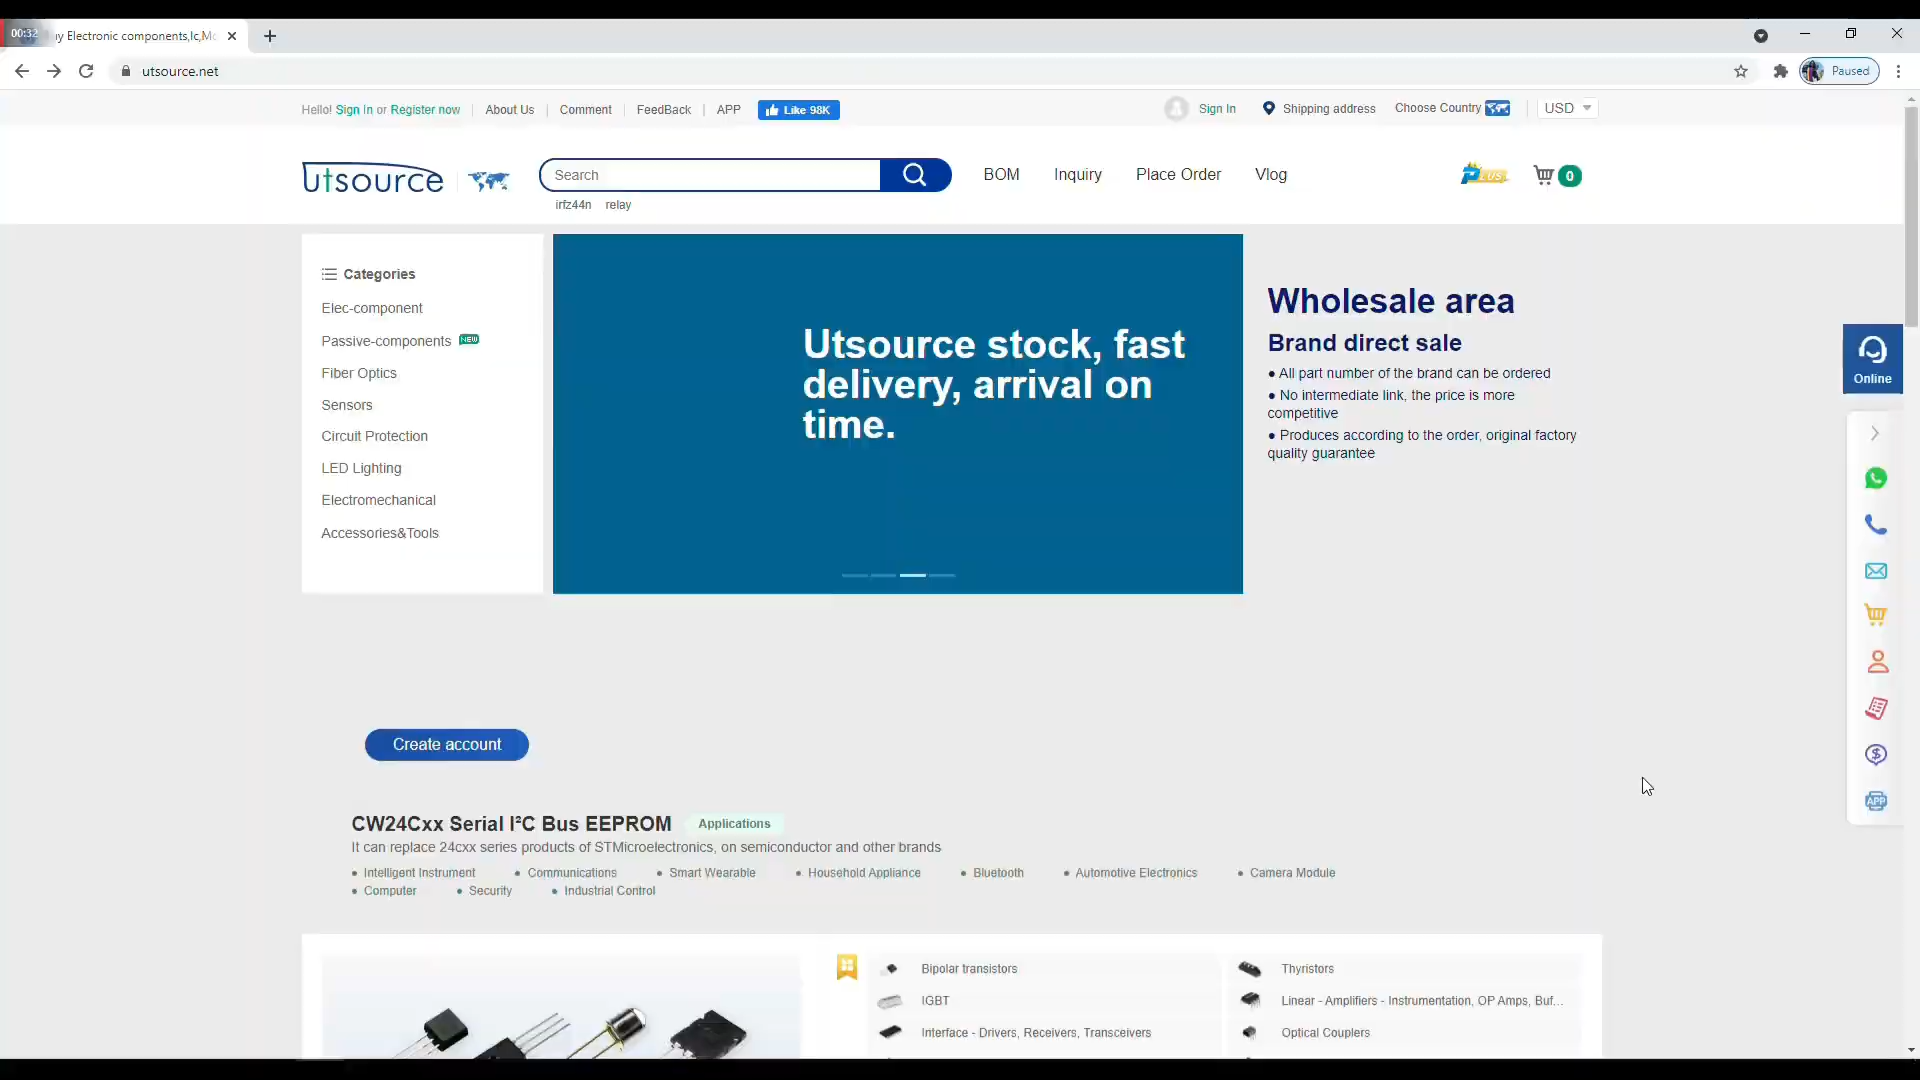 00:32
y Electronic components,Ic,Mo
utsource.net
Paused
Hello! Sign In or Register now
About Us
Comment
FeedBack
APP
Like 98K
Sign In
Shipping address
Choose Country
USD
utsource
Search
BOM
Inquiry
Place Order
Vlog
PLUS
0
irfz44n relay
Categories
Elec-component
Passive-components NEW
Fiber Optics
Sensors
Circuit Protection
LED Lighting
Electromechanical
Accessories&Tools
Utsource stock, fast
delivery, arrival on
time.
Wholesale area
Brand direct sale
● All part number of the brand can be ordered
● No intermediate link, the price is more
competitive
● Produces according to the order, original factory
quality guarantee
Online
APP
Create account
CW24Cxx Serial I²C Bus EEPROM Applications
It can replace 24cxx series products of STMicroelectronics, on semiconductor and other brands
● Intelligent Instrument ● Communications ● Smart Wearable ● Household Appliance ● Bluetooth ● Automotive Electronics ● Camera Module
● Computer ● Security ● Industrial Control
Bipolar transistors
Thyristors
IGBT
Linear - Amplifiers - Instrumentation, OP Amps, Buf...
Interface - Drivers, Receivers, Transceivers
Optical Couplers